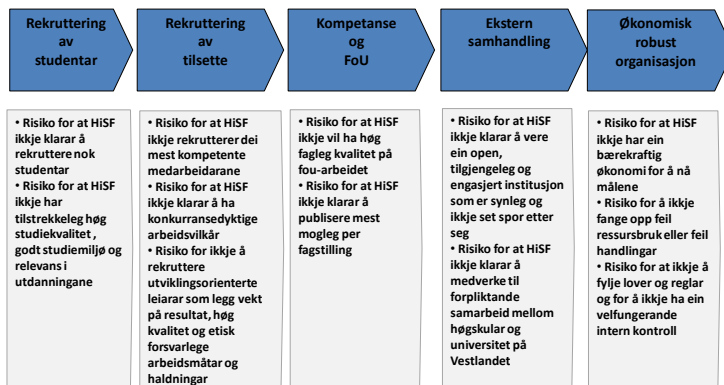 Rekruttering
av
studentar
Rekruttering
av
tilsette
Kompetanse
og
FoU
Ekstern
samhandling
Økonomisk
robust
organisasjon
• Risiko for at HiSF
ikkje klarar å
rekruttere nok
studentar
• Risiko for at HiSF
ikkje har
tilstrekkeleg høg
studiekvalitet ,
godt studiemiljø og
relevans i
utdanningane
• Risiko for at HiSF
ikkje rekrutterer dei
mest kompetente
medarbeidarane
• Risiko for at HiSF
ikkje klarar å ha
konkurransedyktige
arbeidsvilkår
• Risiko for ikkje å
rekruttere
utviklingsorienterte
leiarar som legg vekt
på resultat, høg
kvalitet og etisk
forsvarlege
arbeidsmåtar og
haldningar
• Risiko for at HiSF
ikkje vil ha høg
fagleg kvalitet på
fou-arbeidet
• Risiko for at HiSF
ikkje klarar å
publisere mest
mogleg per
fagstilling
• Risiko for at HiSF
ikkje klarar å vere
ein open,
tilgjengeleg og
engasjert institusjon
som er synleg og
ikkje set spor etter
seg
• Risiko for at HiSF
ikkje klarar å
medverke til
forpliktande
samarbeid mellom
høgskular og
universitet på
Vestlandet
• Risiko for at HiSF
ikkje har ein
bærekraftig
økonomi for å nå
målene
• Risiko for å ikkje
fange opp feil
ressursbruk eller feil
handlingar
• Risiko for at ikkje å
fylje lover og reglar
og for å ikkje ha ein
velfungerande
intern kontroll